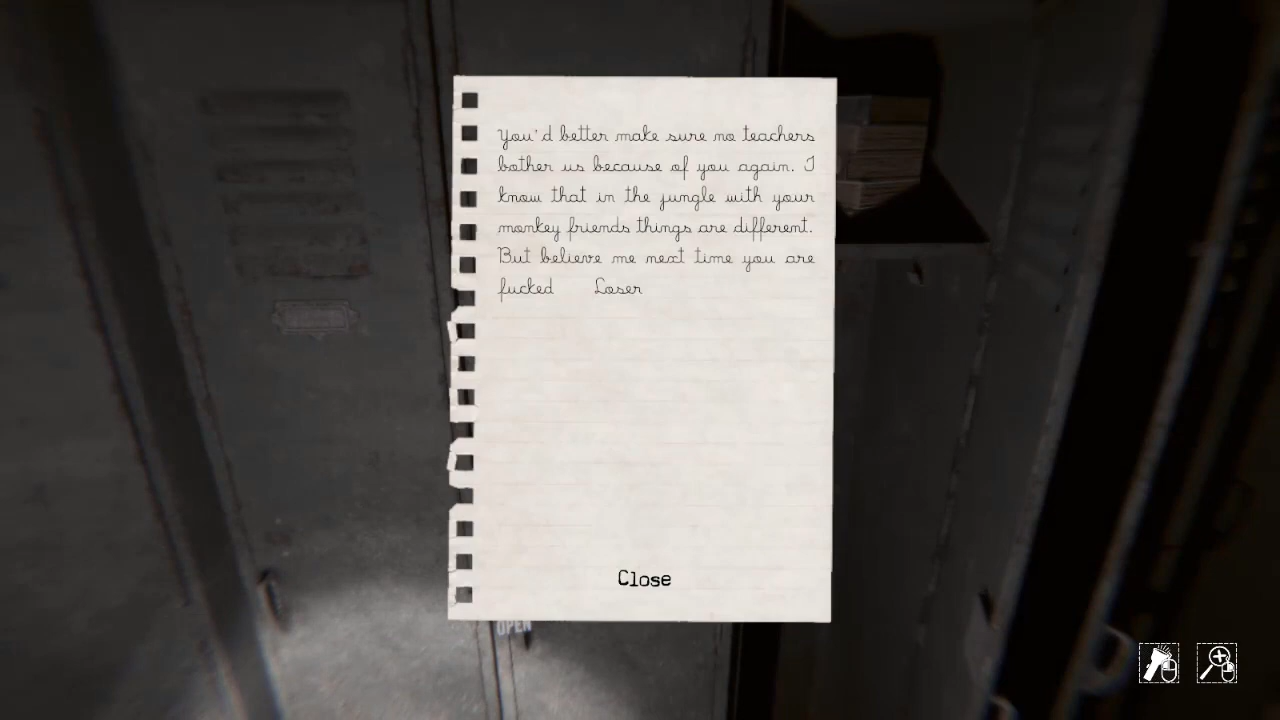 You'd better make sure no teachers
bother us because of you again. I
know that in the jungle with your
monkey friends things are different.
But believe me next time you are
fucked Loser
Close
OPEN